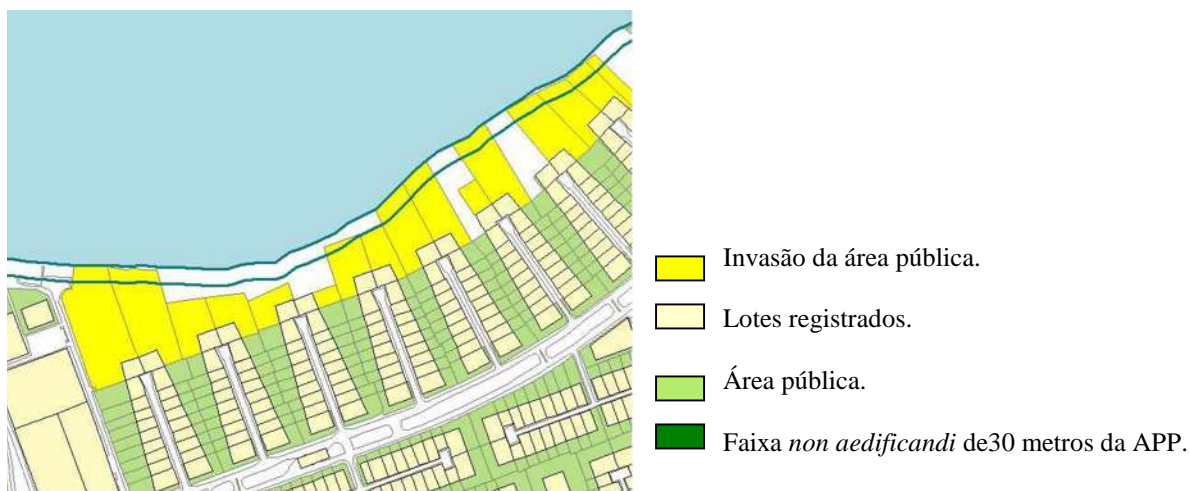 Invasão da área pública.
Lotes registrados.
Área pública.
Faixa non aedificandi de30 metros da APP.